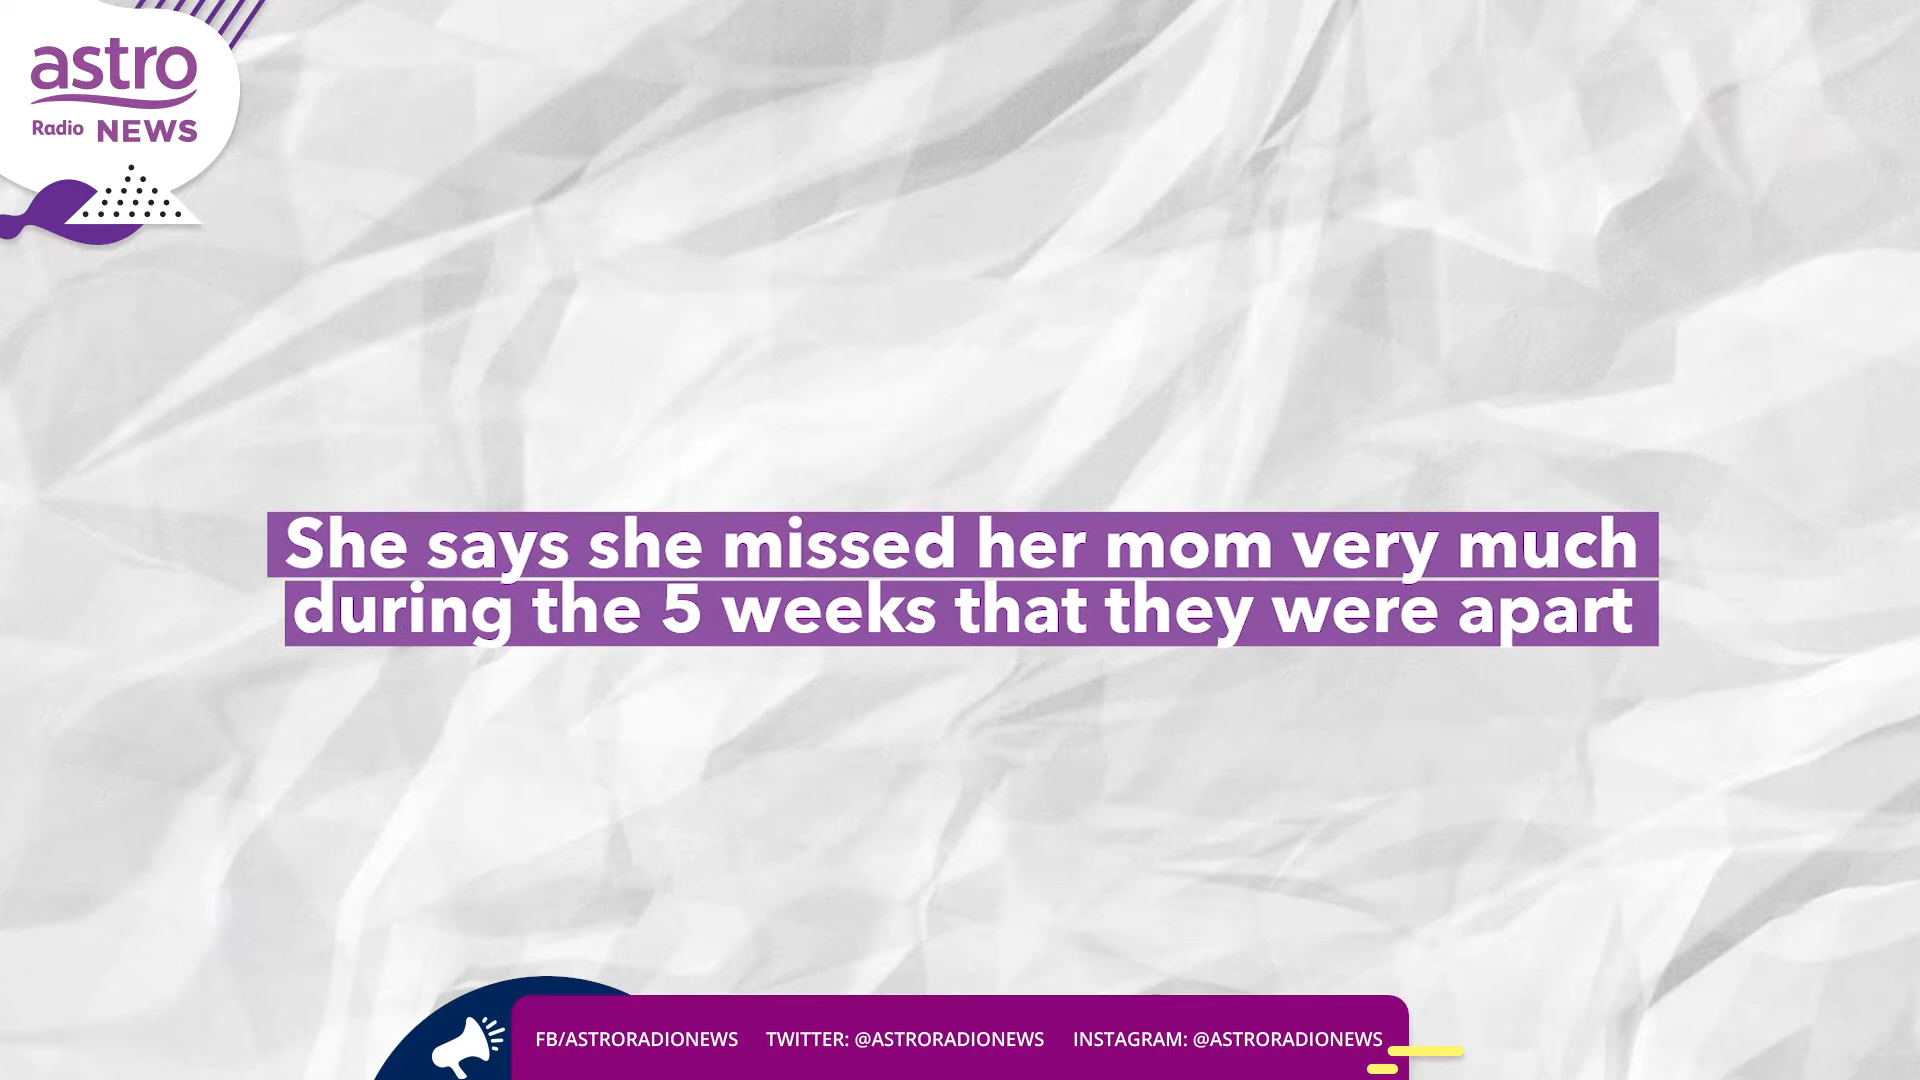 astro
Radio NEWS
She says she missed her mom very much
during the 5 weeks that they were apart
FB/ASTRORADIONEWS TWITTER: @ASTRORADIONEWS INSTAGRAM: @ASTRORADIONEWS